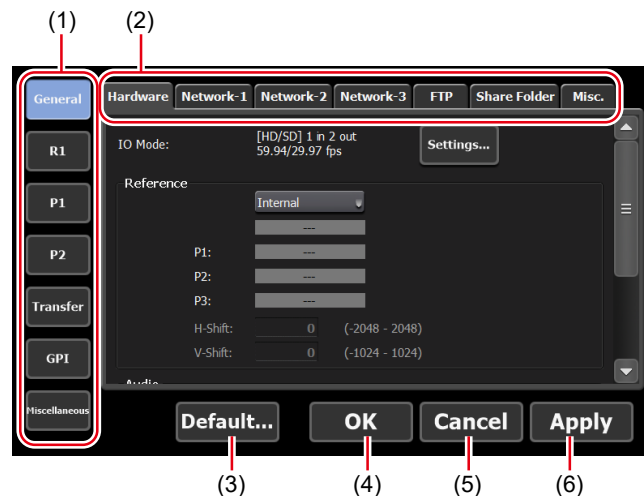 (1) (2)
General Hardware Network-1 Network-2 Network-3 FTP Share Folder Misc.
R1 IO Mode: [HD/SD] 1 in 2 out Settings...
59.94/29.97 fps
Reference
P1 Internal
---
P2 P1: ---
P2: ---
Transfer P3: ---
H-Shift: 0 (-2048 - 2048)
GPI V-Shift: 0 (-1024 - 1024)
Audio
Miscellaneous
Default... OK Cancel Apply
(3) (4) (5) (6)